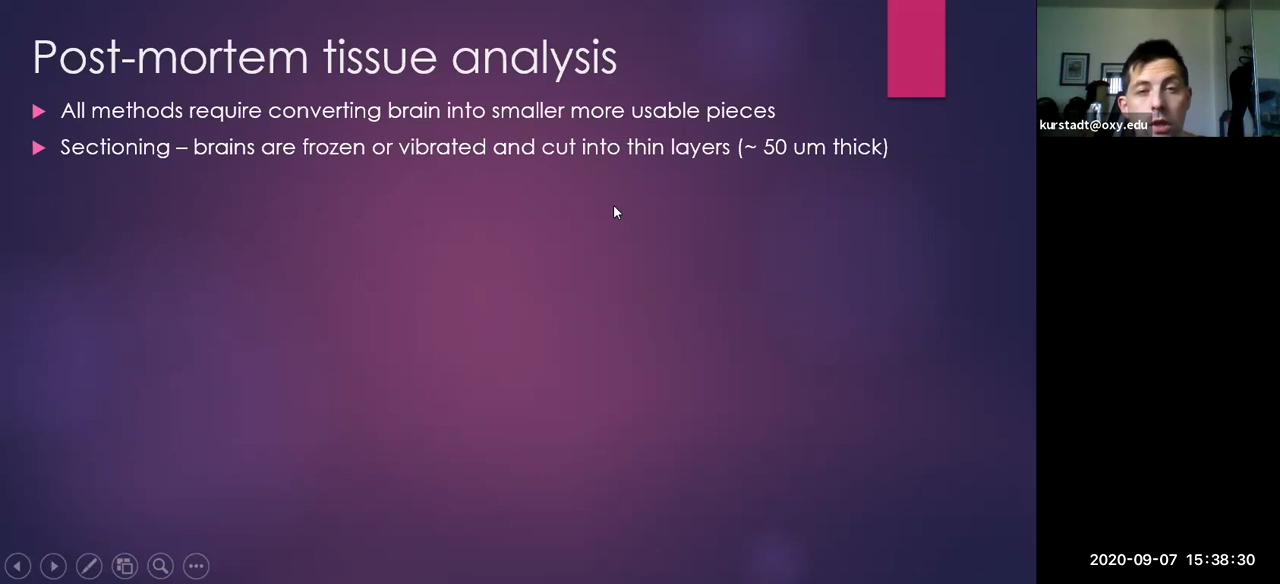 Post-mortem tissue analysis
All methods require converting brain into smaller more usable pieces
Sectioning – brains are frozen or vibrated and cut into thin layers (~ 50 um thick)
kurstadt@oxy.edu
2020-09-07 15:38:30